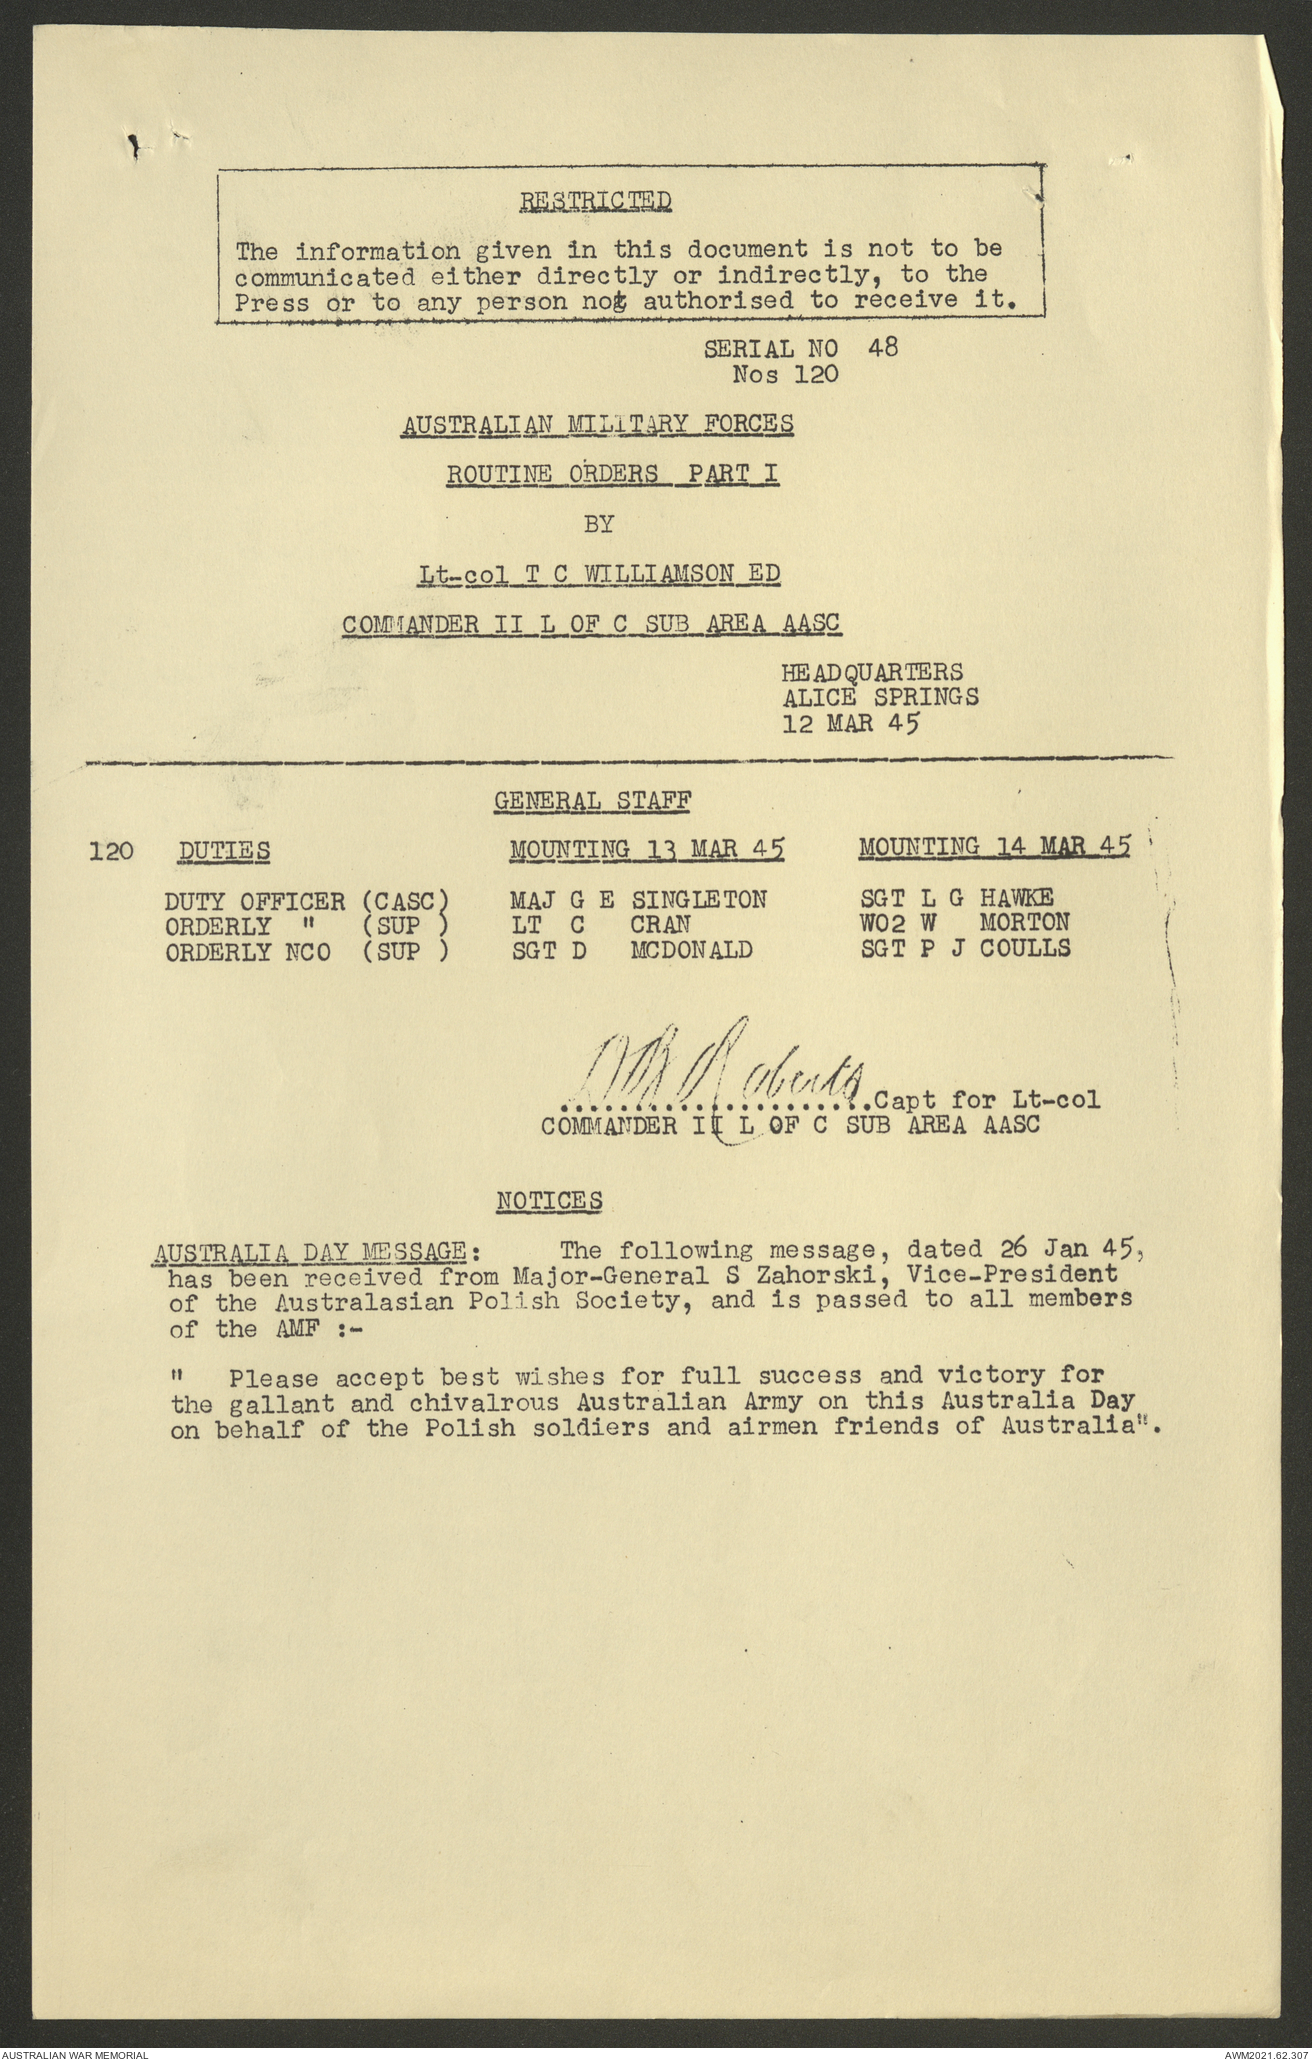 RESTRICTED
The information given in this document is not to be
communicated either directly or indirectly, to the
Press or to any person not authorised to receive it.
SERIAL NO 48
Nos 120
AUSTRALIAN MILITARY FORCES
ROUTINE ORDERS PART I
BY
Lt-col T C WILLIAMSON ED
COMMANDER II L OF C SUB AREA AASC
HEADQUARTERS
ALICE SPRINGS
12 MAR 45
GENERAL STAFF
120 DUTIES MOUNTING 13 MAR 45 MOUNTING 14 MAR 45
DUTY OFFICER (CASC) MAJ G E SINGLETON SGT L G HAWKE
ORDERLY " (SUP ) LT C CRAN WO2 W MORTON
ORDERLY NCO (SUP ) SGT D MCDONALD SGT P J COULLS
Roberts
.....................Capt for Lt-col
COMMANDER II L OF C SUB AREA AASC
NOTICES
AUSTRALIA DAY MESSAGE: The following message, dated 26 Jan 45,
has been received from Major-General S Zahorski, Vice-President
of the Australasian Polish Society, and is passed to all members
of the AMF :-
" Please accept best wishes for full success and victory for
the gallant and chivalrous Australian Army on this Australia Day
on behalf of the Polish soldiers and airmen friends of Australia".
AUSTRALIAN WAR MEMORIAL AWM2021.62.307